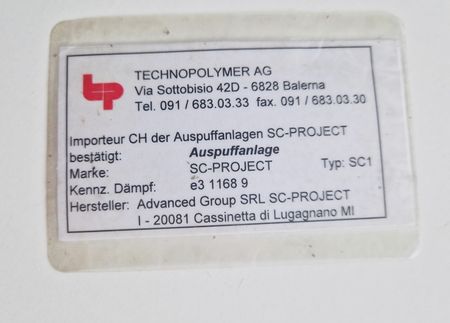 tp
TECHNOPOLYMER AG
Via Sottobisio 42D - 6828 Balerna
Tel. 091 / 683.03.33 fax. 091 / 683.03.30
Importeur CH der Auspuffanlagen SC-PROJECT
bestätigt: Auspuffanlage
Marke: SC-PROJECT Typ: SC1
Kennz. Dämpf: e3 1168 9
Hersteller: Advanced Group SRL SC-PROJECT
I - 20081 Cassinetta di Lugagnano MI